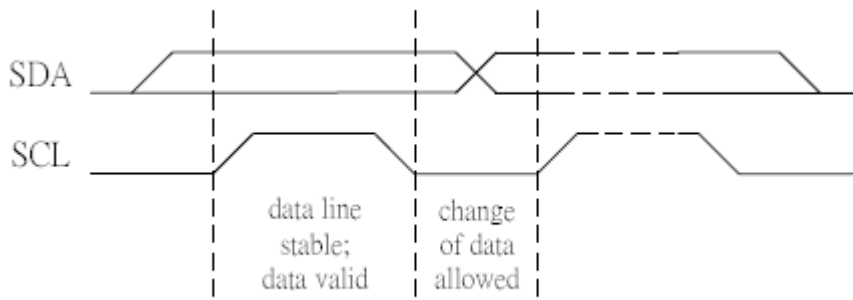 SDA
SCL
data line
stable;
data valid
change
of data
allowed